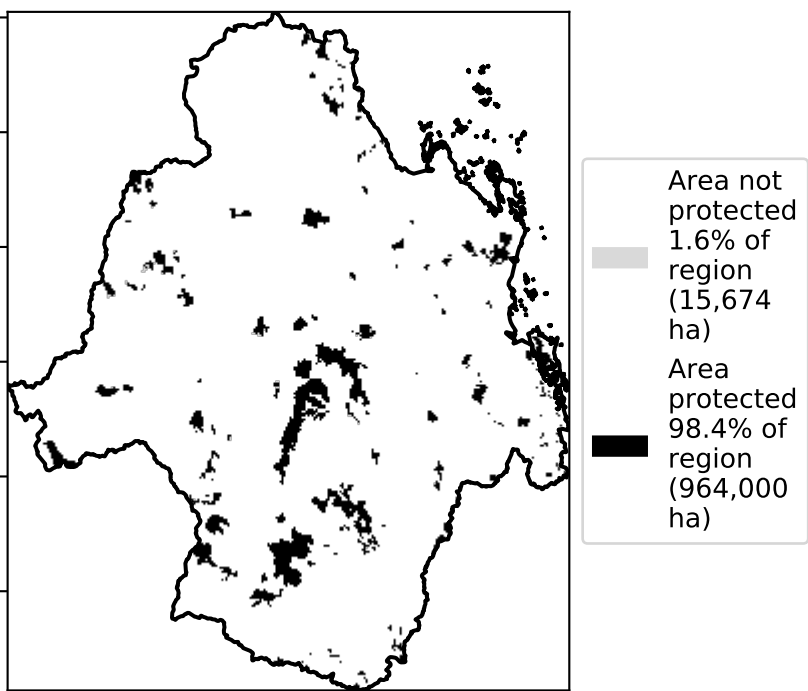 Area not
protected
1.6% of
region
(15,674
ha)
Area
protected
98.4% of
region
(964,000
ha)